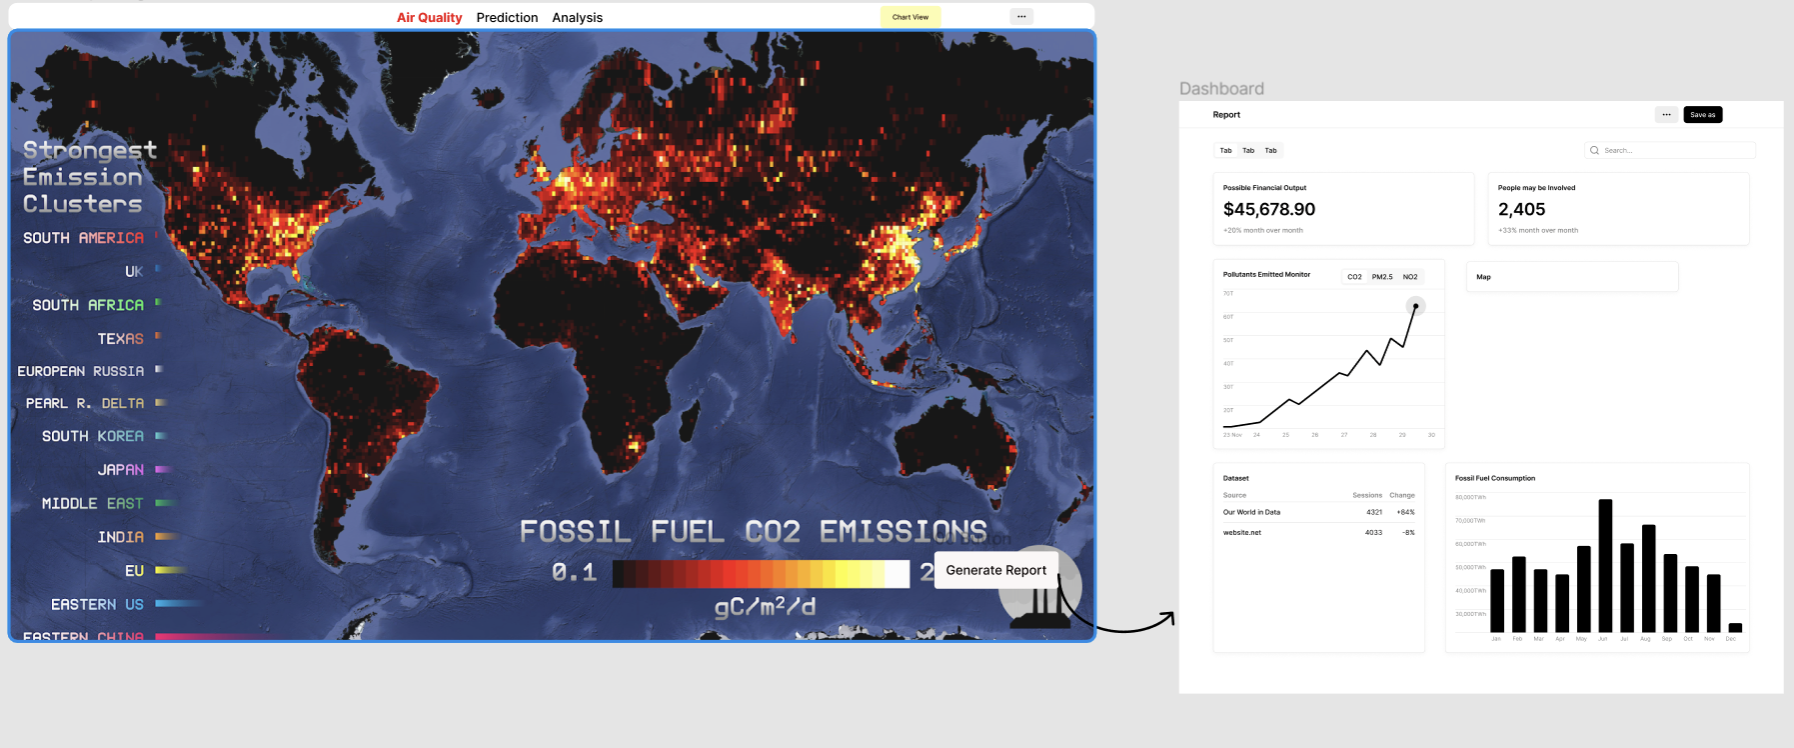 Air Quality Prediction Analysis
Chart View
Strongest
Emission
Clusters
SOUTH AMERICA
UK
SOUTH AFRICA
TEXAS
EUROPEAN RUSSIA
PEARL R. DELTA
SOUTH KOREA
JAPAN
MIDDLE EAST
INDIA
EU
EASTERN US
EASTERN CHINA
FOSSIL FUEL CO2 EMISSIONS
0.1
2
gC/m²/d
Generate Report
Dashboard
Report
Save as
Tab Tab Tab
Search...
Possible Financial Output
$45,678.90
+20% month over month
People may be Involved
2,405
+33% month over month
Pollutants Emitted Monitor
CO2 PM2.5 NO2
70T
60T
50T
40T
30T
20T
23 Nov 24 25 26 27 28 29 30
Map
Dataset
Source Sessions Change
Our World in Data 4321 +84%
website.net 4033 -8%
Fossil Fuel Consumption
80,000TWh
70,000TWh
60,000TWh
50,000TWh
40,000TWh
30,000TWh
Jan Feb Mar Apr May Jun Jul Aug Sep Oct Nov Dec